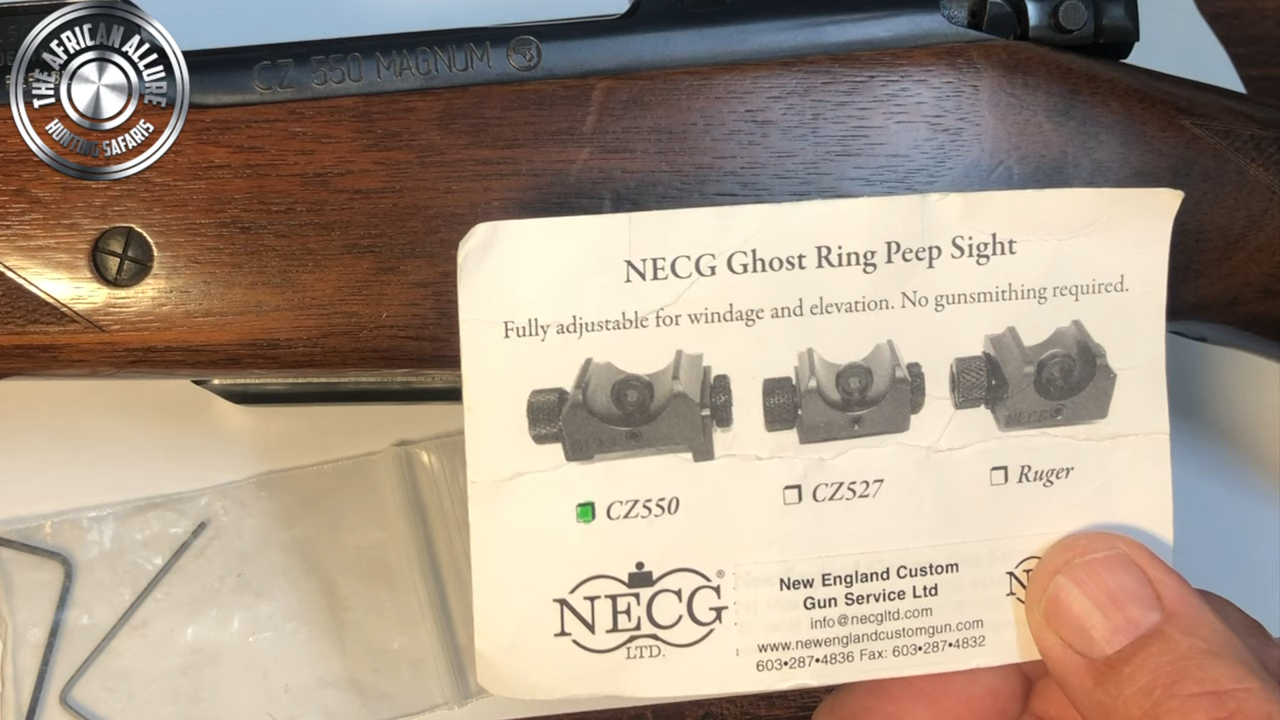 THE AFRICAN ALLURE
HUNTING SAFARIS
CZ 550 MAGNUM
NECG Ghost Ring Peep Sight
Fully adjustable for windage and elevation. No gunsmithing required.
CZ550
CZ527
Ruger
NECG®
LTD.
New England Custom
Gun Service Ltd
info@necgltd.com
www.newenglandcustomgun.com
603•287•4836 Fax: 603•287•4832